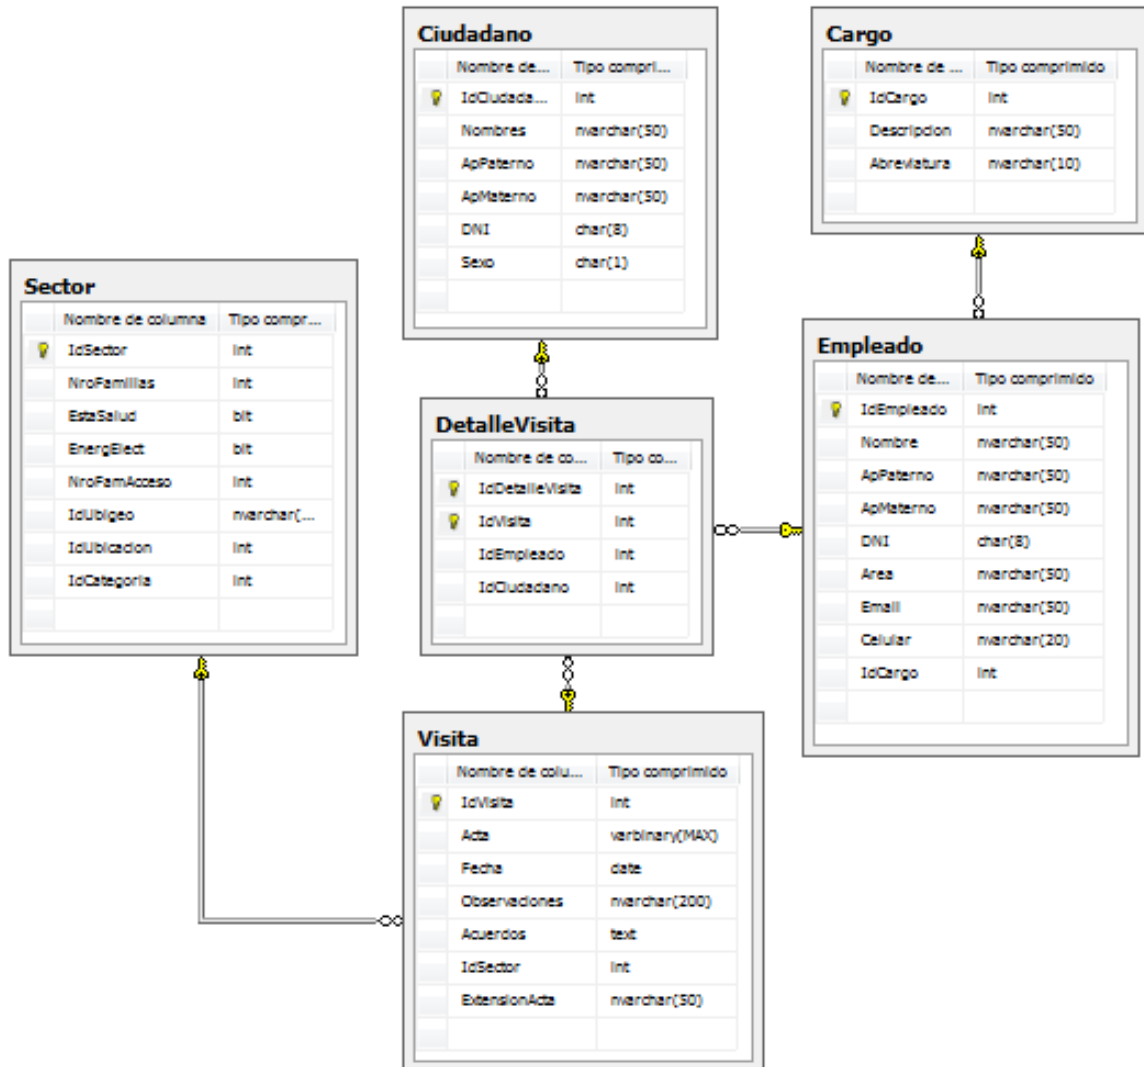 Ciudadano
Nombre de... Tipo compri...
IdCiudada... int
Nombres nvarchar(50)
ApPaterno nvarchar(50)
ApMaterno nvarchar(50)
DNI char(8)
Sexo char(1)
Cargo
Nombre de ... Tipo comprimido
IdCargo int
Descripcion nvarchar(50)
Abreviatura nvarchar(10)
Sector
Nombre de columna Tipo compr...
IdSector int
NroFamilias int
EstaSalud bit
EnergElect bit
NroFamAcceso int
IdUbigeo nvarchar(...
IdUbicacion int
IdCategoria int
DetalleVisita
Nombre de co... Tipo co...
IdDetalleVisita int
IdVisita int
IdEmpleado int
IdCiudadano int
Empleado
Nombre de... Tipo comprimido
IdEmpleado int
Nombre nvarchar(50)
ApPaterno nvarchar(50)
ApMaterno nvarchar(50)
DNI char(8)
Area nvarchar(50)
Email nvarchar(50)
Celular nvarchar(20)
IdCargo int
Visita
Nombre de colu... Tipo comprimido
IdVisita int
Acta varbinary(MAX)
Fecha date
Observaciones nvarchar(200)
Acuerdos text
IdSector int
ExtensionActa nvarchar(50)